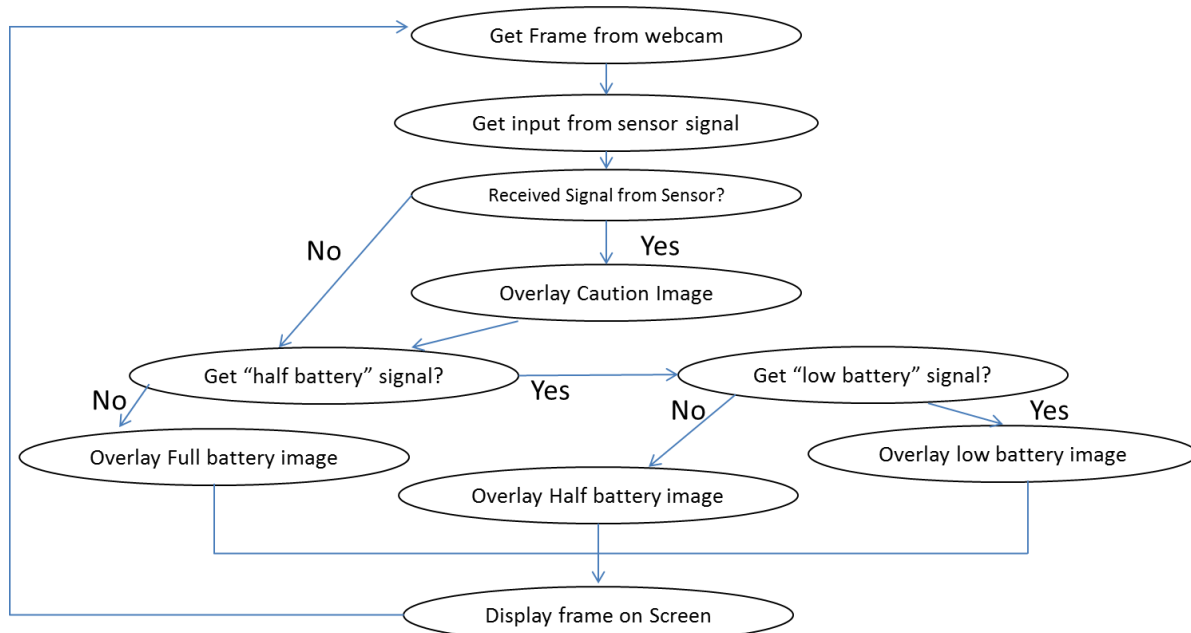 Get Frame from webcam
Get input from sensor signal
Received Signal from Sensor?
No
Yes
Overlay Caution Image
Get “half battery” signal?
Yes
Get “low battery” signal?
No
No
Yes
Overlay Full battery image
Overlay low battery image
Overlay Half battery image
Display frame on Screen